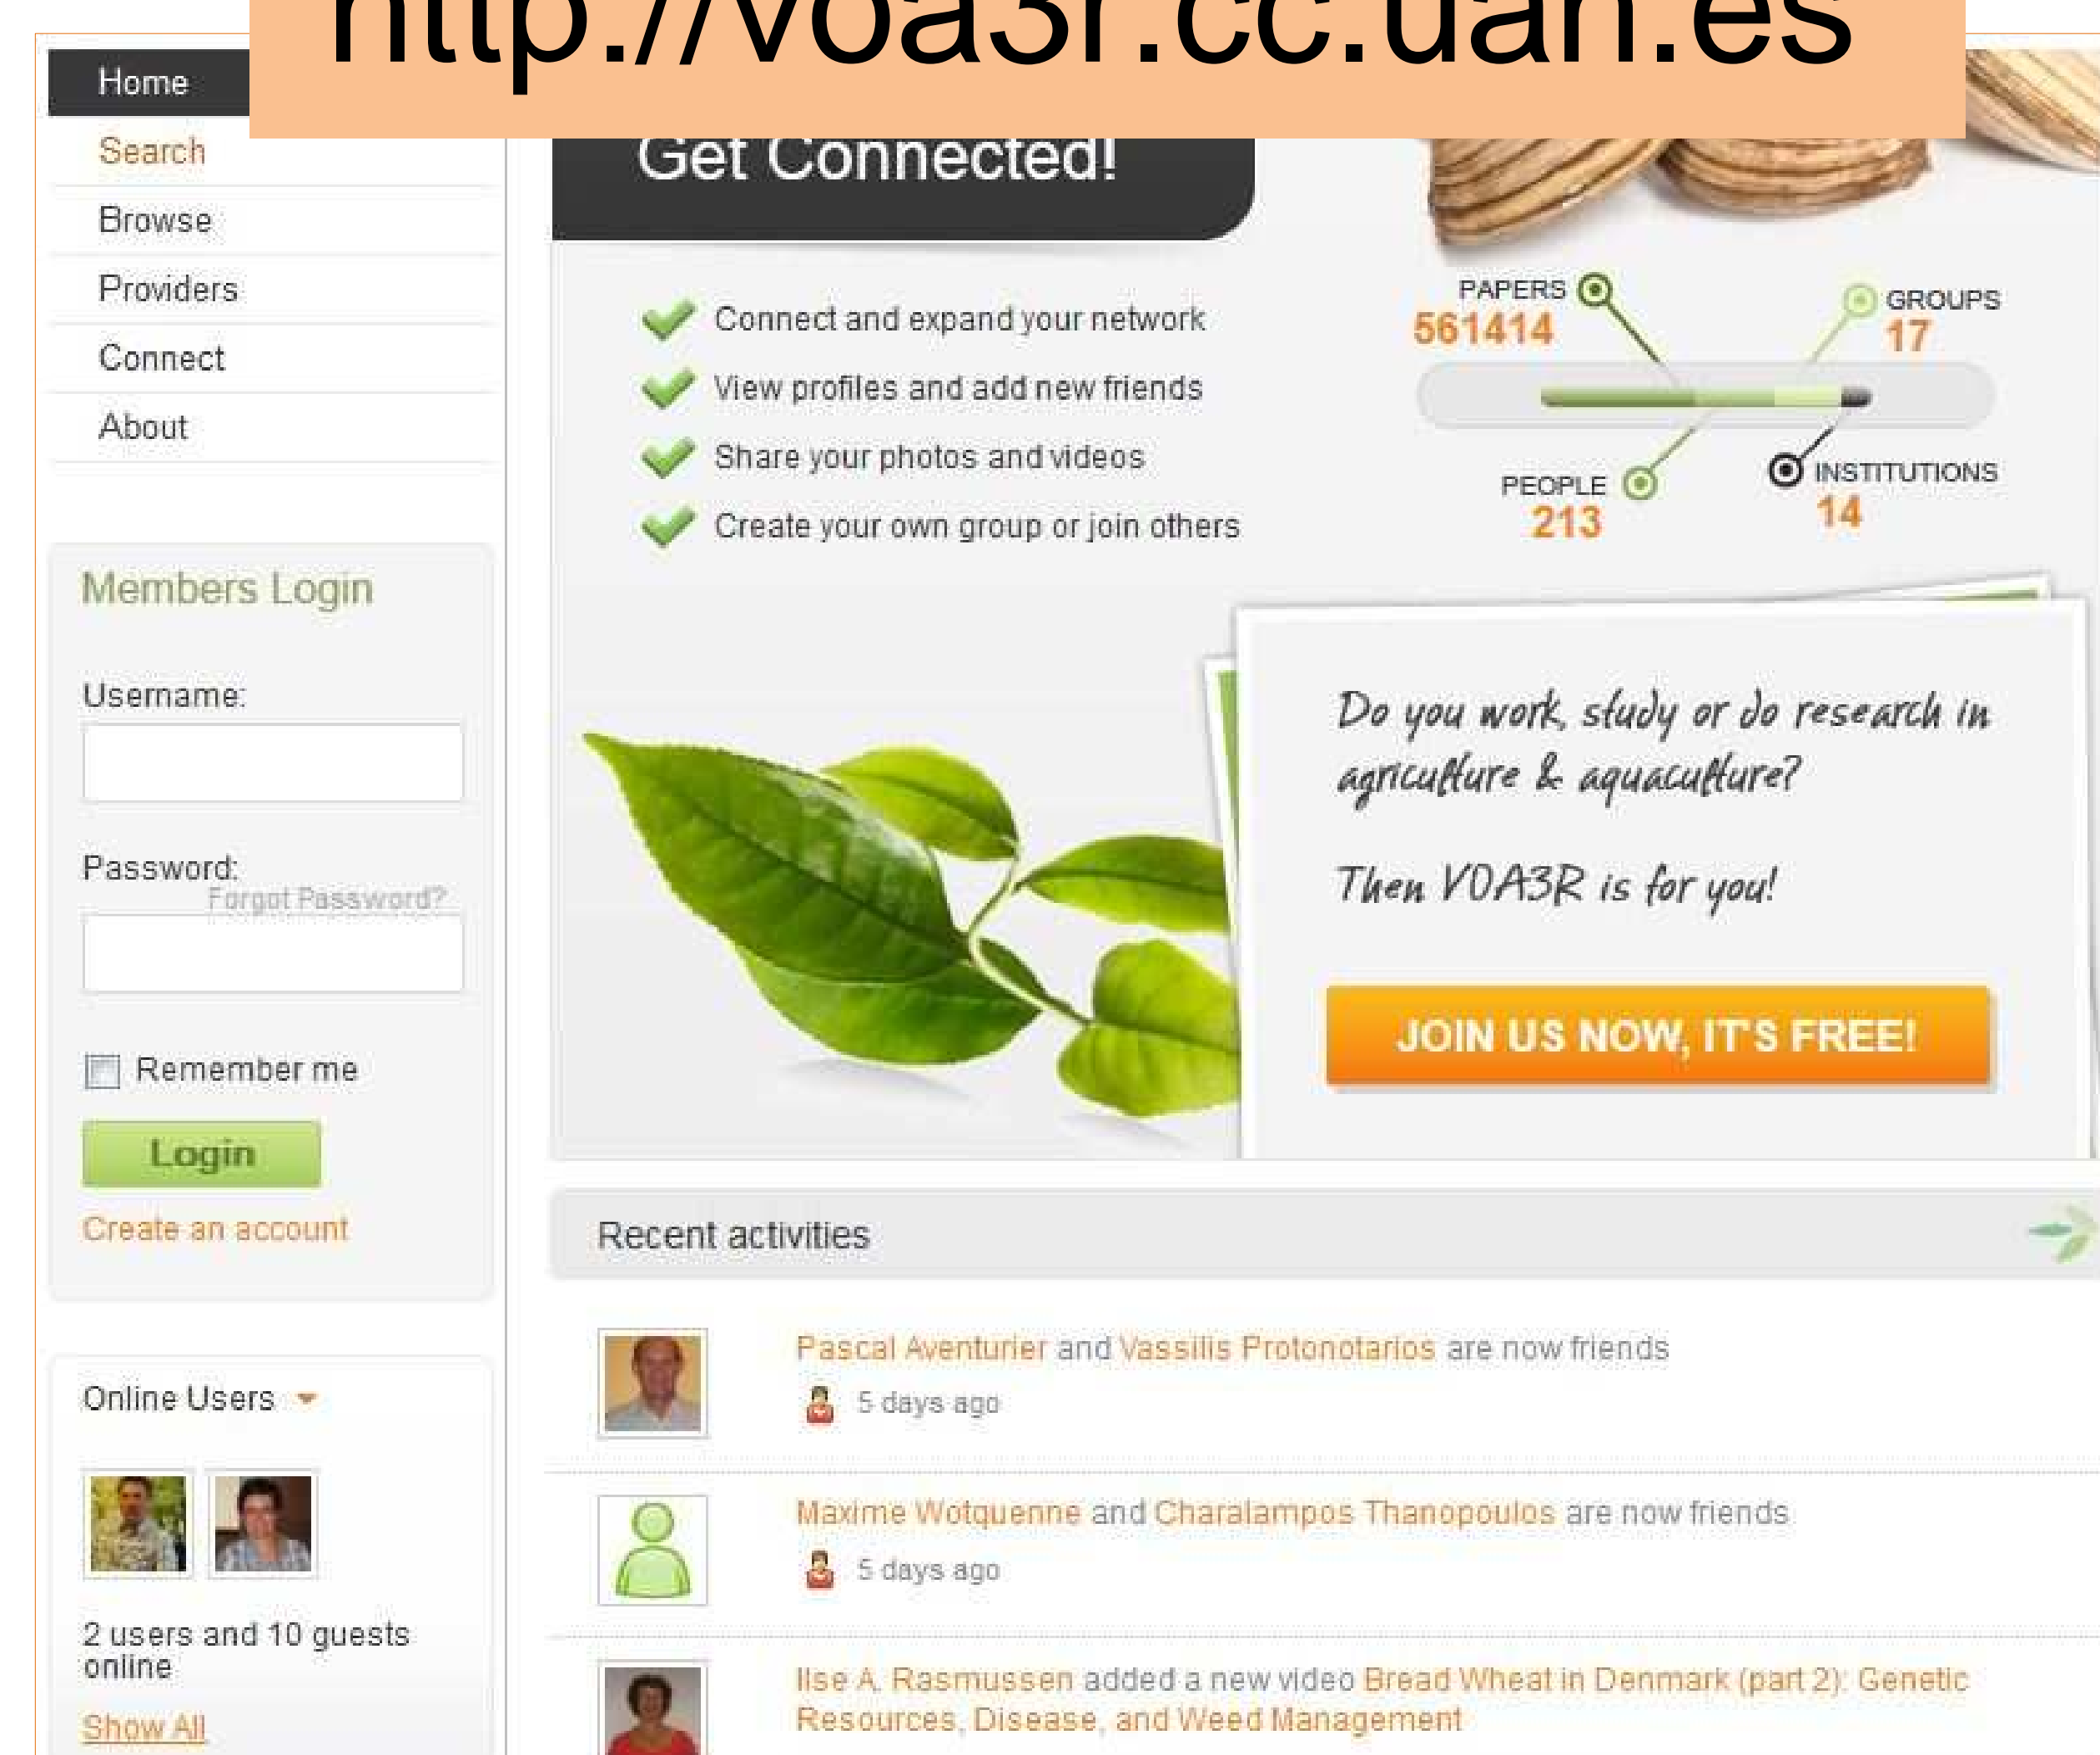 http://voa3r.cc.uah.es
Home
Search
Browse
Providers
Connect
About
Get Connected!
Connect and expand your network
View profiles and add new friends
Share your photos and videos
Create your own group or join others
PAPERS
561414
GROUPS
17
PEOPLE
213
INSTITUTIONS
14
Members Login
Username:
Password:
Forgot Password?
Remember me
Login
Create an account
Do you work, study or do research in
agriculture & aquaculture?
Then VOA3R is for you!
JOIN US NOW, IT'S FREE!
Recent activities
Pascal Aventurier and Vassilis Protonotarios are now friends
5 days ago
Maxime Wotquenne and Charalampos Thanopoulos are now friends
5 days ago
Ilse A. Rasmussen added a new video Bread Wheat in Denmark (part 2): Genetic
Resources, Disease, and Weed Management
Online Users
2 users and 10 guests
online
Show All